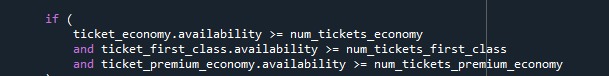 if (
ticket_economy.availability >= num_tickets_economy
and ticket_first_class.availability >= num_tickets_first_class
and ticket_premium_economy.availability >= num_tickets_premium_economy